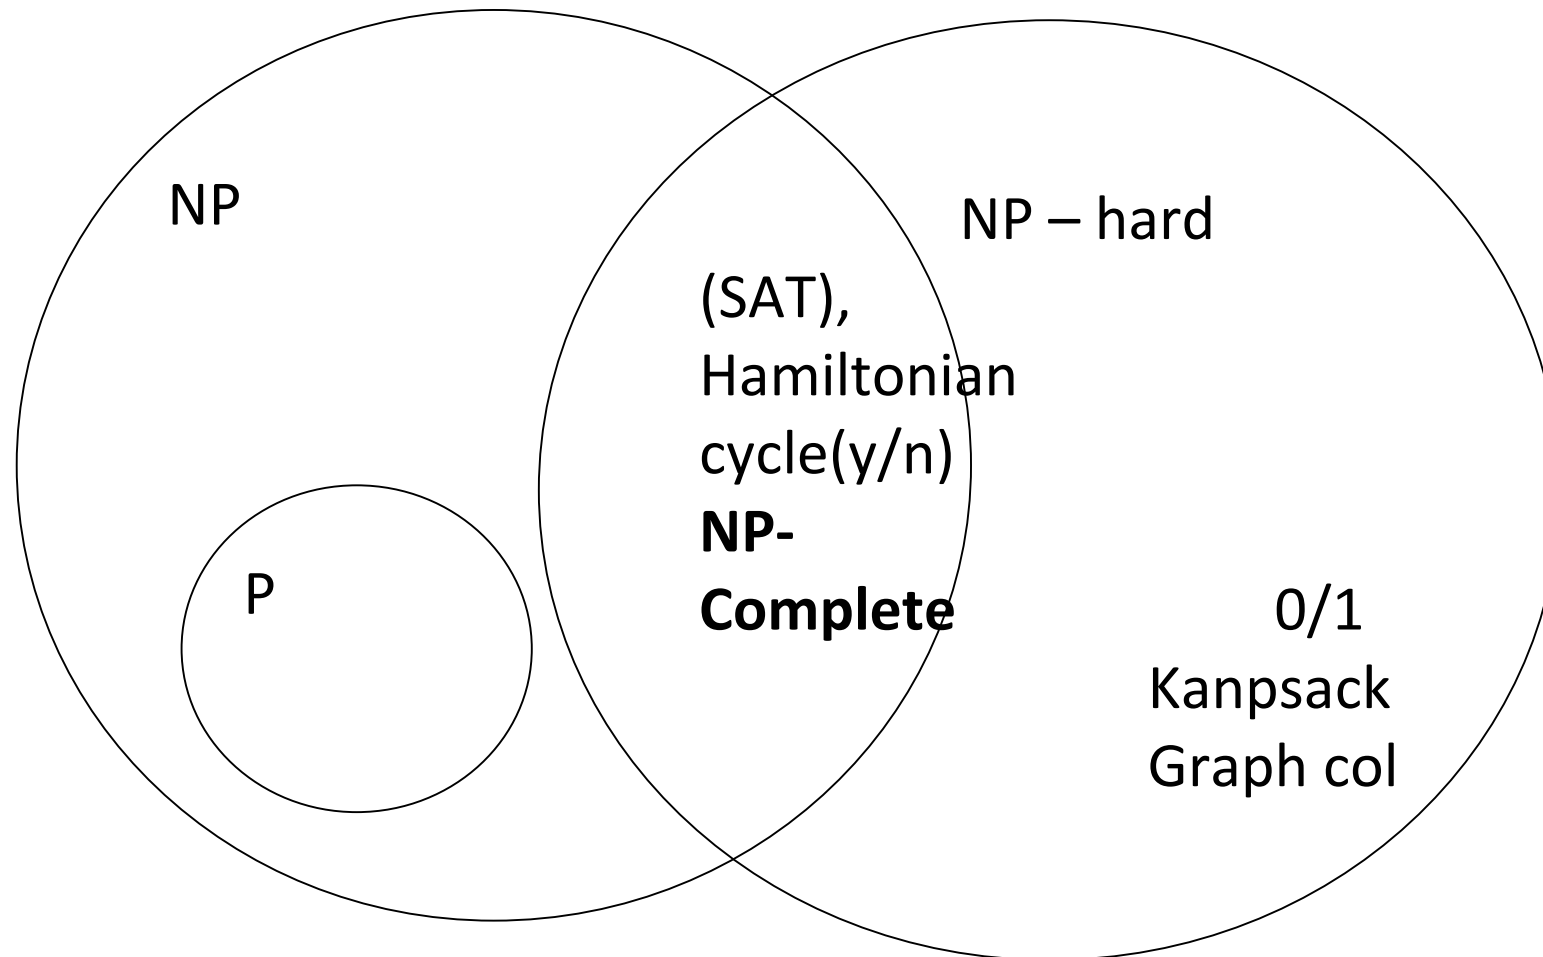 NP
NP – hard
(SAT),
Hamiltonian
cycle(y/n)
NP-
Complete
P
0/1
Kanpsack
Graph col